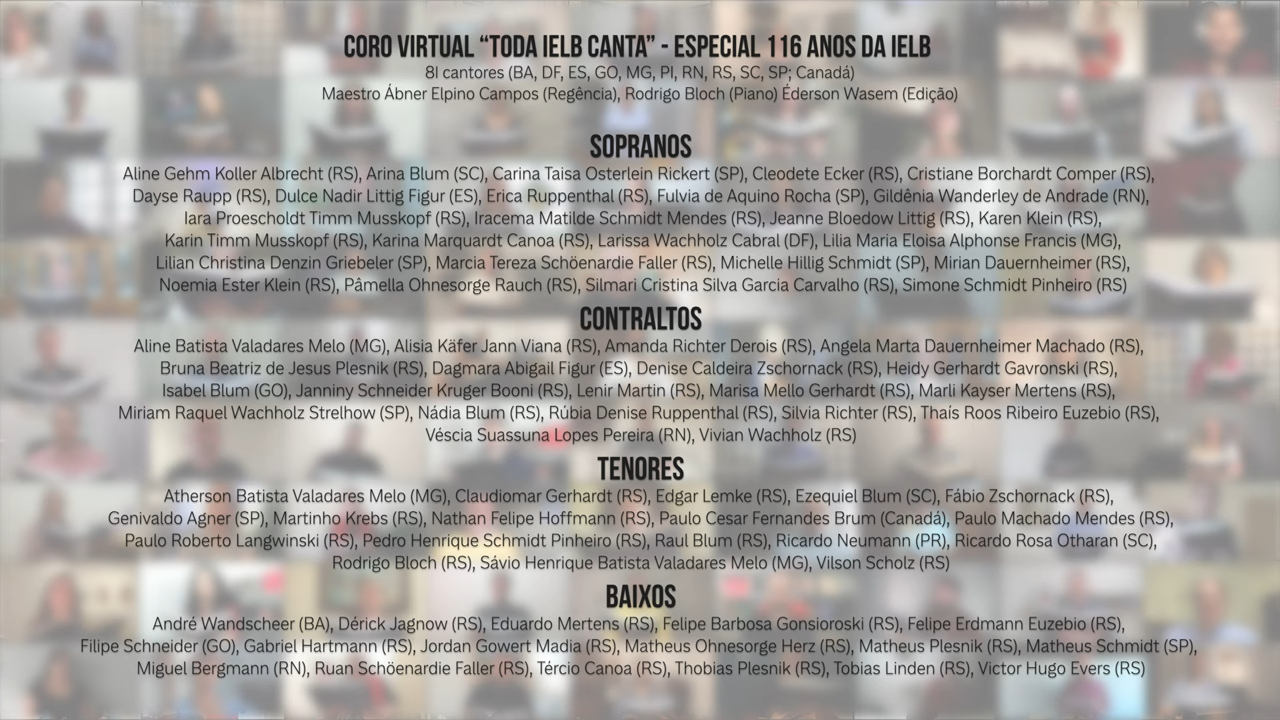 CORO VIRTUAL “TODA IELB CANTA” - ESPECIAL 116 ANOS DA IELB
81 cantores (BA, DF, ES, GO, MG, PI, RN, RS, SC, SP; Canadá)
Maestro Ábner Elpino Campos (Regência), Rodrigo Bloch (Piano) Éderson Wasem (Edição)
SOPRANOS
Aline Gehm Koller Albrecht (RS), Arina Blum (SC), Carina Taisa Osterlein Rickert (SP), Cleodete Ecker (RS), Cristiane Borchardt Comper (RS),
Dayse Raupp (RS), Dulce Nadir Littig Figur (ES), Erica Ruppenthal (RS), Fulvia de Aquino Rocha (SP), Gildênia Wanderley de Andrade (RN),
Iara Proescholdt Timm Musskopf (RS), Iracema Matilde Schmidt Mendes (RS), Jeanne Bloedow Littig (RS), Karen Klein (RS),
Karin Timm Musskopf (RS), Karina Marquardt Canoa (RS), Larissa Wachholz Cabral (DF), Lilia Maria Eloisa Alphonse Francis (MG),
Lilian Christina Denzin Griebeler (SP), Marcia Tereza Schöenardie Faller (RS), Michelle Hillig Schmidt (SP), Mirian Dauernheimer (RS),
Noemia Ester Klein (RS), Pâmella Ohnesorge Rauch (RS), Silmari Cristina Silva Garcia Carvalho (RS), Simone Schmidt Pinheiro (RS)
CONTRALTOS
Aline Batista Valadares Melo (MG), Alisia Käfer Jann Viana (RS), Amanda Richter Derois (RS), Angela Marta Dauernheimer Machado (RS),
Bruna Beatriz de Jesus Plesnik (RS), Dagmara Abigail Figur (ES), Denise Caldeira Zschornack (RS), Heidy Gerhardt Gavronski (RS),
Isabel Blum (GO), Janniny Schneider Kruger Booni (RS), Lenir Martin (RS), Marisa Mello Gerhardt (RS), Marli Kayser Mertens (RS),
Miriam Raquel Wachholz Strelhow (SP), Nádia Blum (RS), Rúbia Denise Ruppenthal (RS), Silvia Richter (RS), Thaís Roos Ribeiro Euzebio (RS),
Véscia Suassuna Lopes Pereira (RN), Vivian Wachholz (RS)
TENORES
Atherson Batista Valadares Melo (MG), Claudiomar Gerhardt (RS), Edgar Lemke (RS), Ezequiel Blum (SC), Fábio Zschornack (RS),
Genivaldo Agner (SP), Martinho Krebs (RS), Nathan Felipe Hoffmann (RS), Paulo Cesar Fernandes Brum (Canadá), Paulo Machado Mendes (RS),
Paulo Roberto Langwinski (RS), Pedro Henrique Schmidt Pinheiro (RS), Raul Blum (RS), Ricardo Neumann (PR), Ricardo Rosa Otharan (SC),
Rodrigo Bloch (RS), Sávio Henrique Batista Valadares Melo (MG), Vilson Scholz (RS)
BAIXOS
André Wandscheer (BA), Dérick Jagnow (RS), Eduardo Mertens (RS), Felipe Barbosa Gonsioroski (RS), Felipe Erdmann Euzebio (RS),
Filipe Schneider (GO), Gabriel Hartmann (RS), Jordan Gowert Madia (RS), Matheus Ohnesorge Herz (RS), Matheus Plesnik (RS), Matheus Schmidt (SP),
Miguel Bergmann (RN), Ruan Schöenardie Faller (RS), Tércio Canoa (RS), Thobias Plesnik (RS), Tobias Linden (RS), Victor Hugo Evers (RS)